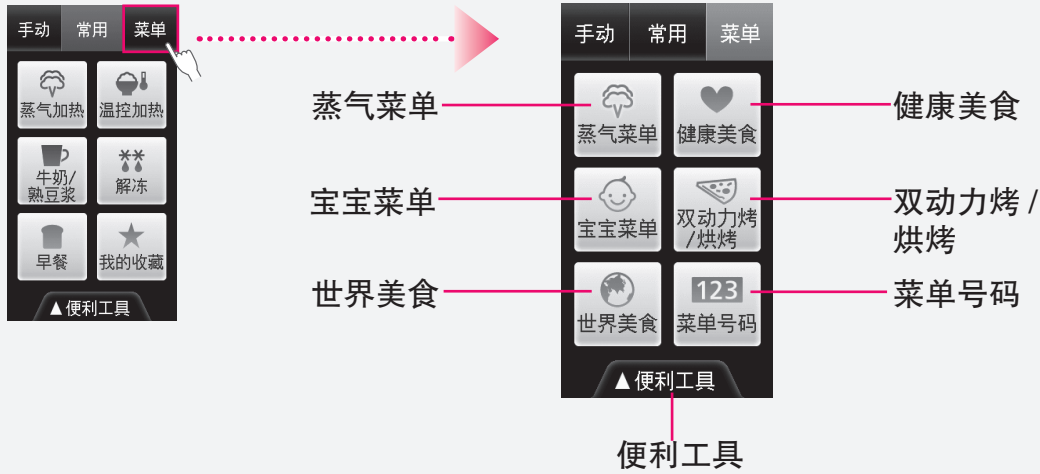 手动 常用 菜单
蒸气加热 温控加热
牛奶/
熟豆浆
解冻
早餐 我的收藏
▲便利工具
手动 常用 菜单
蒸气菜单 健康美食
宝宝菜单
双动力烤
/烘烤
世界美食
123
菜单号码
▲便利工具
蒸气菜单
宝宝菜单
世界美食
健康美食
双动力烤 /
烘烤
菜单号码
便利工具